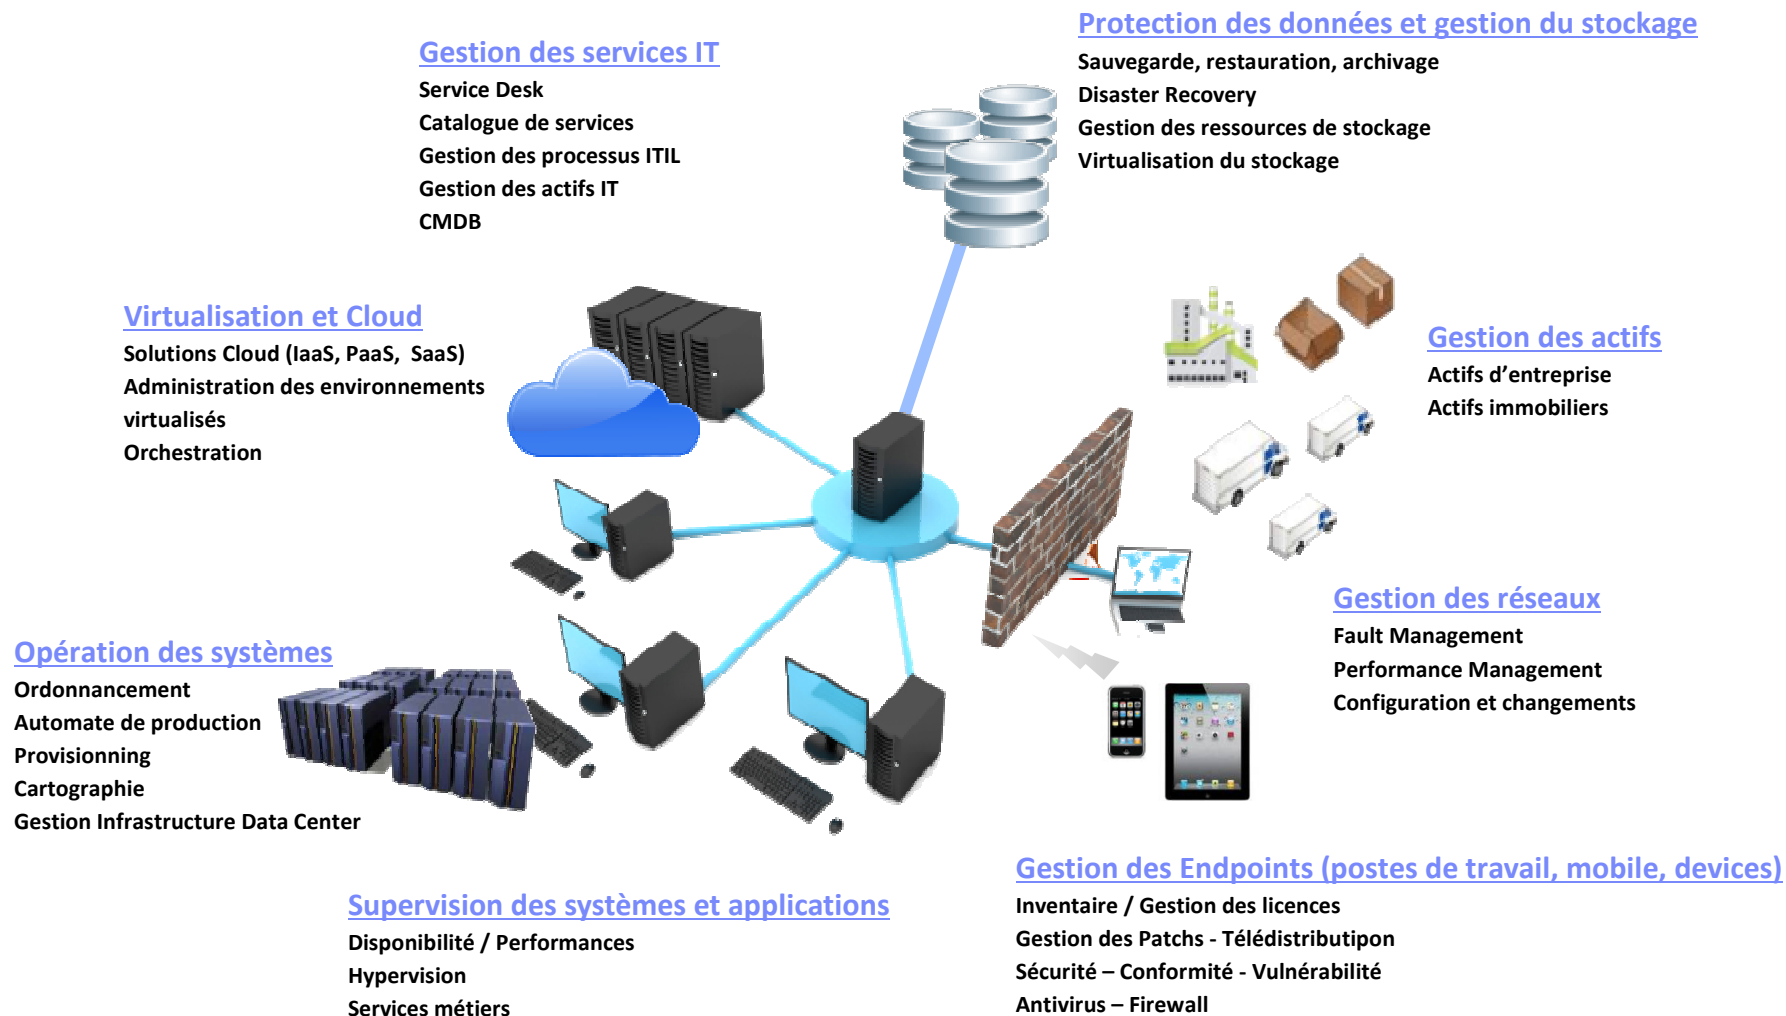 Protection des données et gestion du stockage
Sauvegarde, restauration, archivage
Disaster Recovery
Gestion des ressources de stockage
Virtualisation du stockage
Gestion des services IT
Service Desk
Catalogue de services
Gestion des processus ITIL
Gestion des actifs IT
CMDB
Virtualisation et Cloud
Solutions Cloud (IaaS, PaaS, SaaS)
Administration des environnements
virtualisés
Orchestration
Gestion des actifs
Actifs d’entreprise
Actifs immobiliers
Gestion des réseaux
Fault Management
Performance Management
Configuration et changements
Opération des systèmes
Ordonnancement
Automate de production
Provisionning
Cartographie
Gestion Infrastructure Data Center
Supervision des systèmes et applications
Disponibilité / Performances
Hypervision
Services métiers
Gestion des Endpoints (postes de travail, mobile, devices)
Inventaire / Gestion des licences
Gestion des Patchs - Télédistributipon
Sécurité – Conformité - Vulnérabilité
Antivirus – Firewall